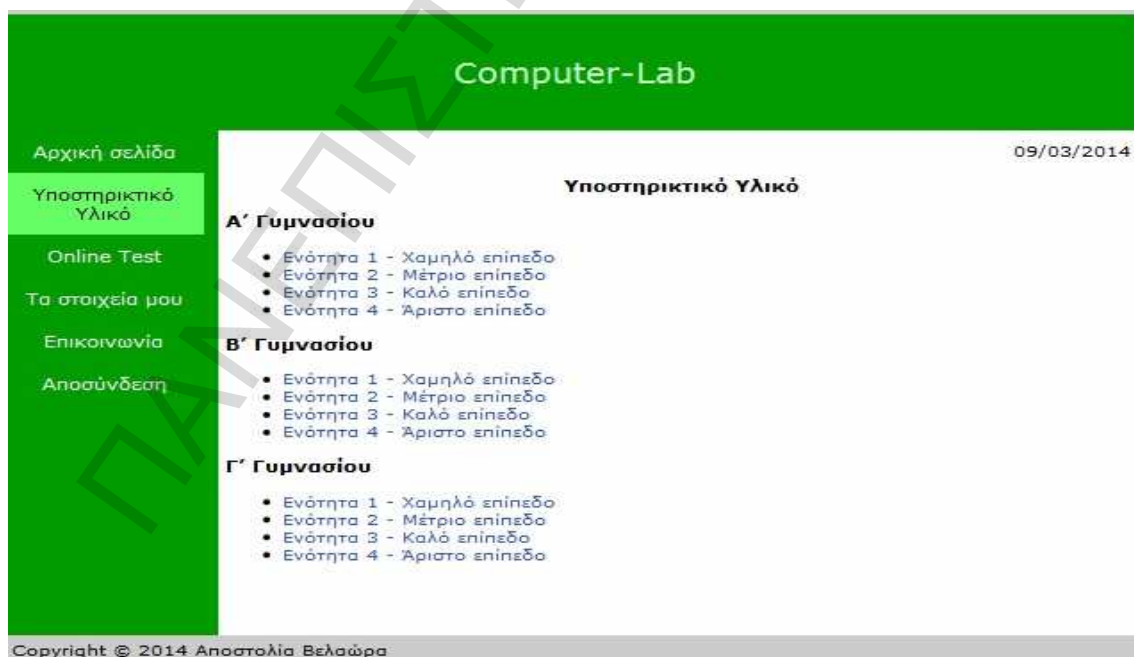 Computer-Lab
Αρχική σελίδα
Υποστηρικτικό
Υλικό
Online Test
Τα στοιχεία μου
Επικοινωνία
Αποσύνδεση
09/03/2014
Υποστηρικτικό Υλικό
Α΄ Γυμνασίου
• Ενότητα 1 - Χαμηλό επίπεδο
• Ενότητα 2 - Μέτριο επίπεδο
• Ενότητα 3 - Καλό επίπεδο
• Ενότητα 4 - Άριστο επίπεδο
Β΄ Γυμνασίου
• Ενότητα 1 - Χαμηλό επίπεδο
• Ενότητα 2 - Μέτριο επίπεδο
• Ενότητα 3 - Καλό επίπεδο
• Ενότητα 4 - Άριστο επίπεδο
Γ΄ Γυμνασίου
• Ενότητα 1 - Χαμηλό επίπεδο
• Ενότητα 2 - Μέτριο επίπεδο
• Ενότητα 3 - Καλό επίπεδο
• Ενότητα 4 - Άριστο επίπεδο
Copyright © 2014 Αποστολία Βελαώρα